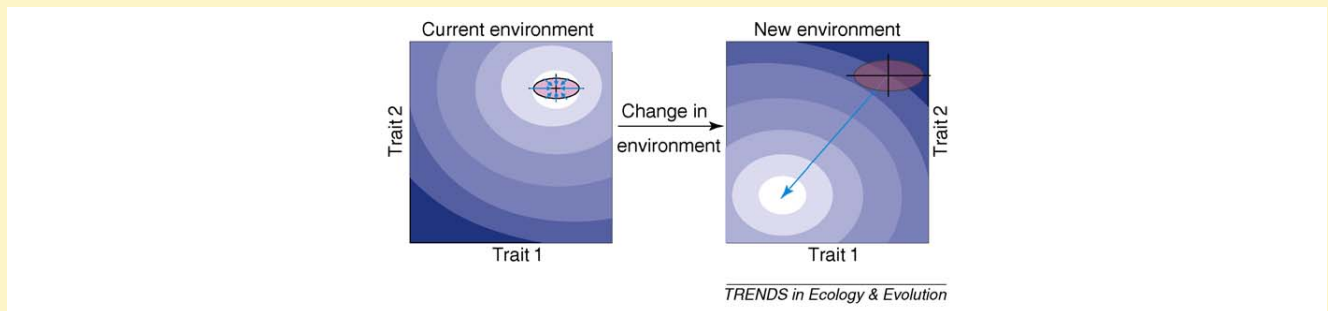 Current environment
New environment
Trait 2
Change in
environment
Trait 2
Trait 1
Trait 1
TRENDS in Ecology & Evolution